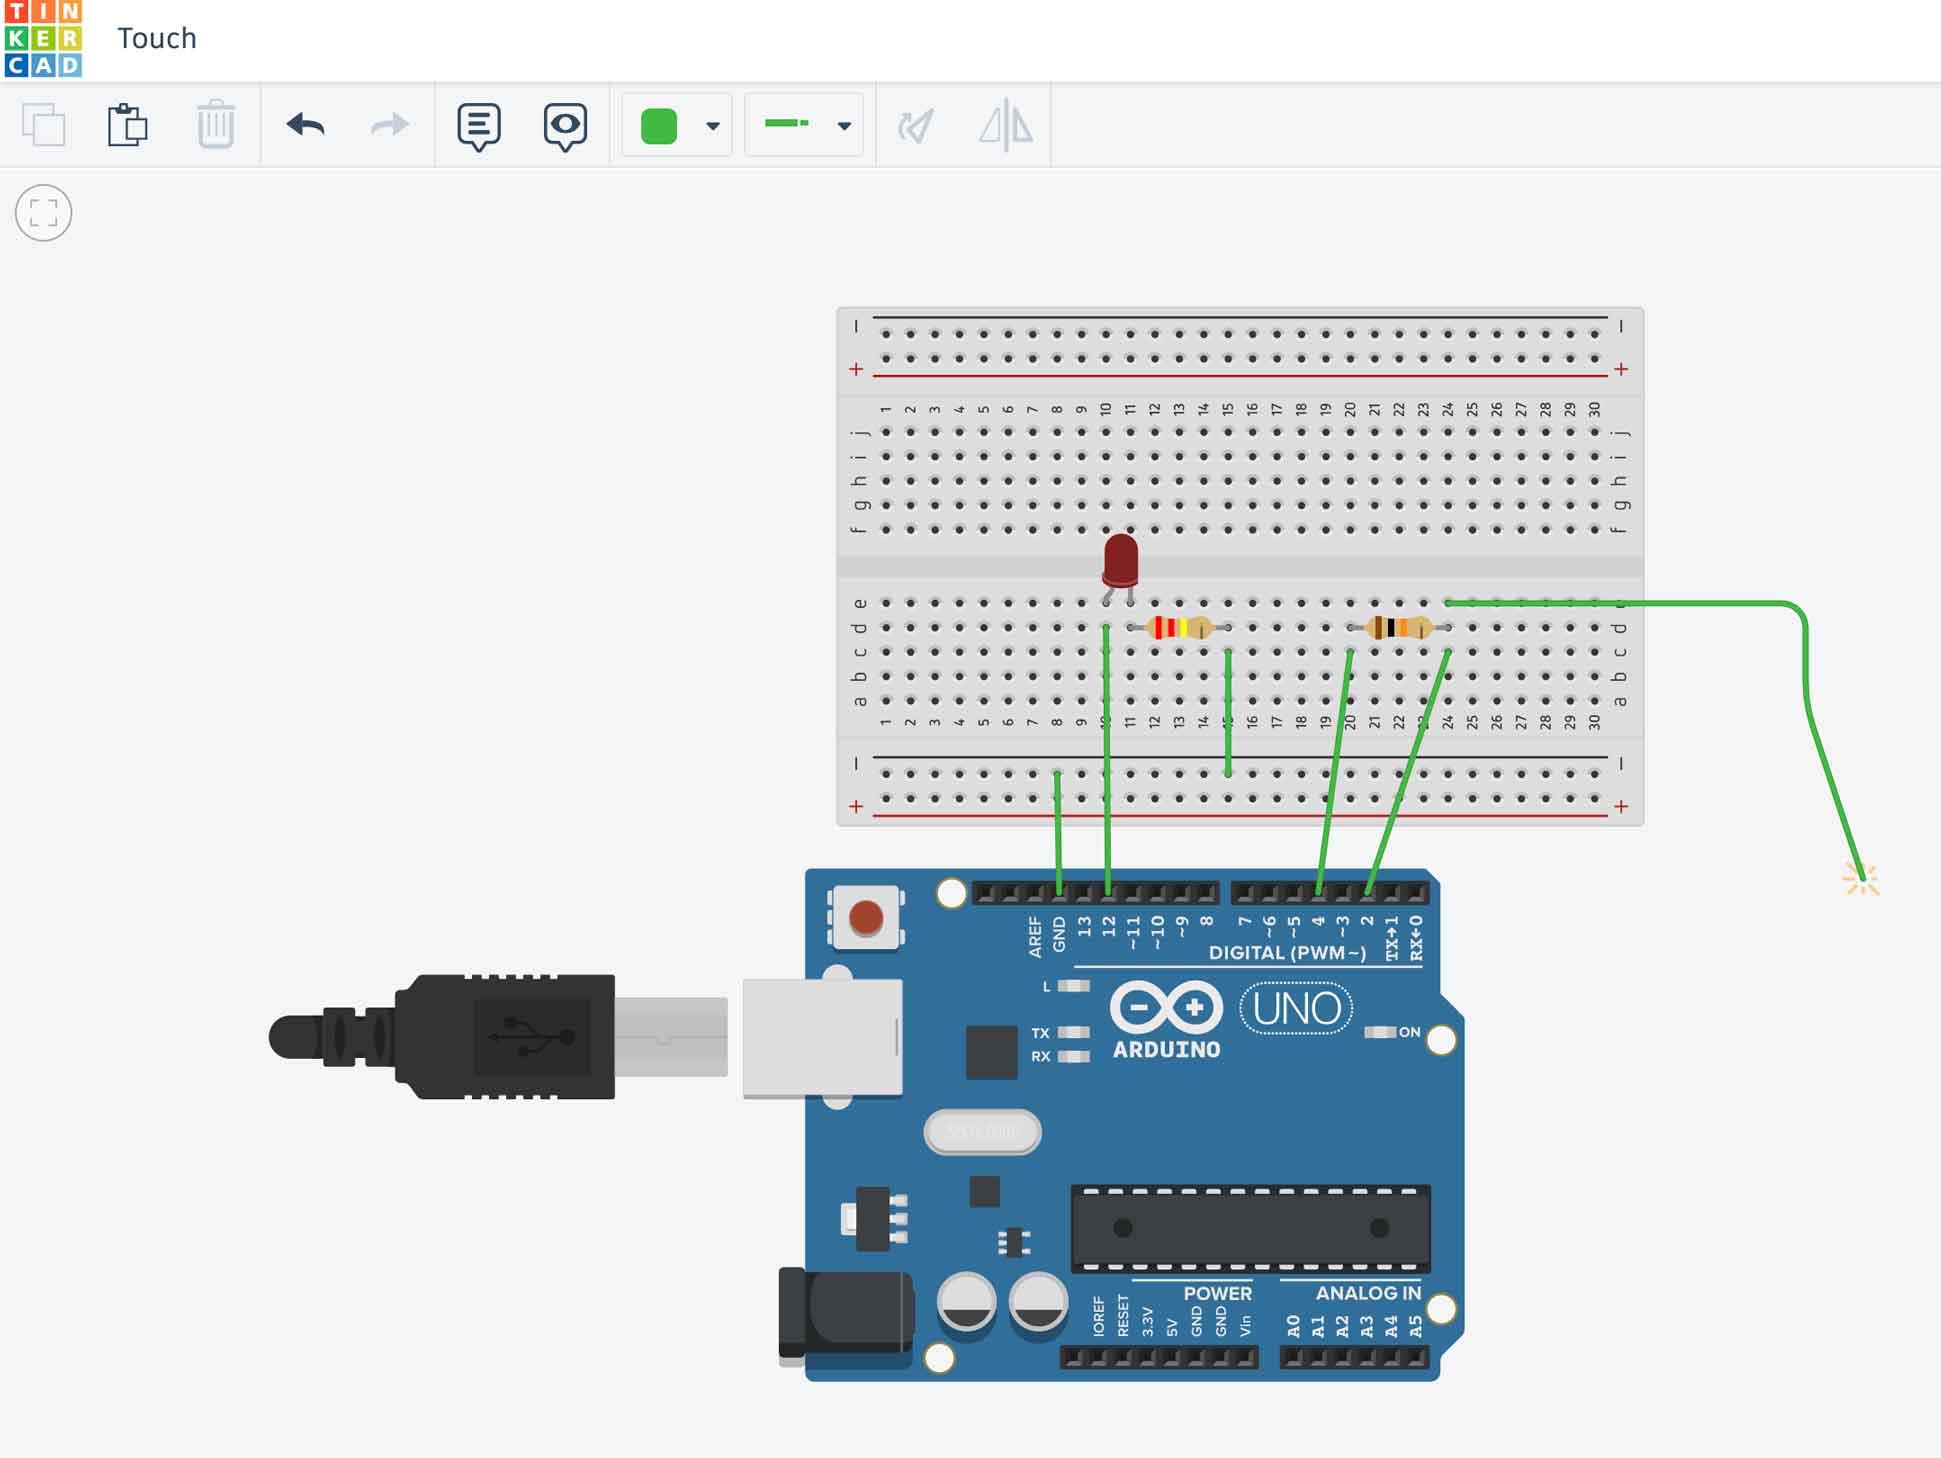 TIN
KER
CAD
Touch
− −
+ +
1 2 3 4 5 6 7 8 9 10 11 12 13 14 15 16 17 18 19 20 21 22 23 24 25 26 27 28 29 30
j j
i i
h h
g g
f f
e
d d
c c
b b
a a
1 2 3 4 5 6 7 8 9 10 11 12 13 14 15 16 17 18 19 20 21 22 23 24 25 26 27 28 29 30
− −
+ +
AREF GND 13 12 ~11 ~10 ~9 8 7 ~6 ~5 4 ~3 2 TX→1 RX←0
DIGITAL (PWM~)
L
UNO
TX ON
RX ARDUINO
POWER ANALOG IN
IOREF RESET 3.3V 5V GND GND Vin A0 A1 A2 A3 A4 A5